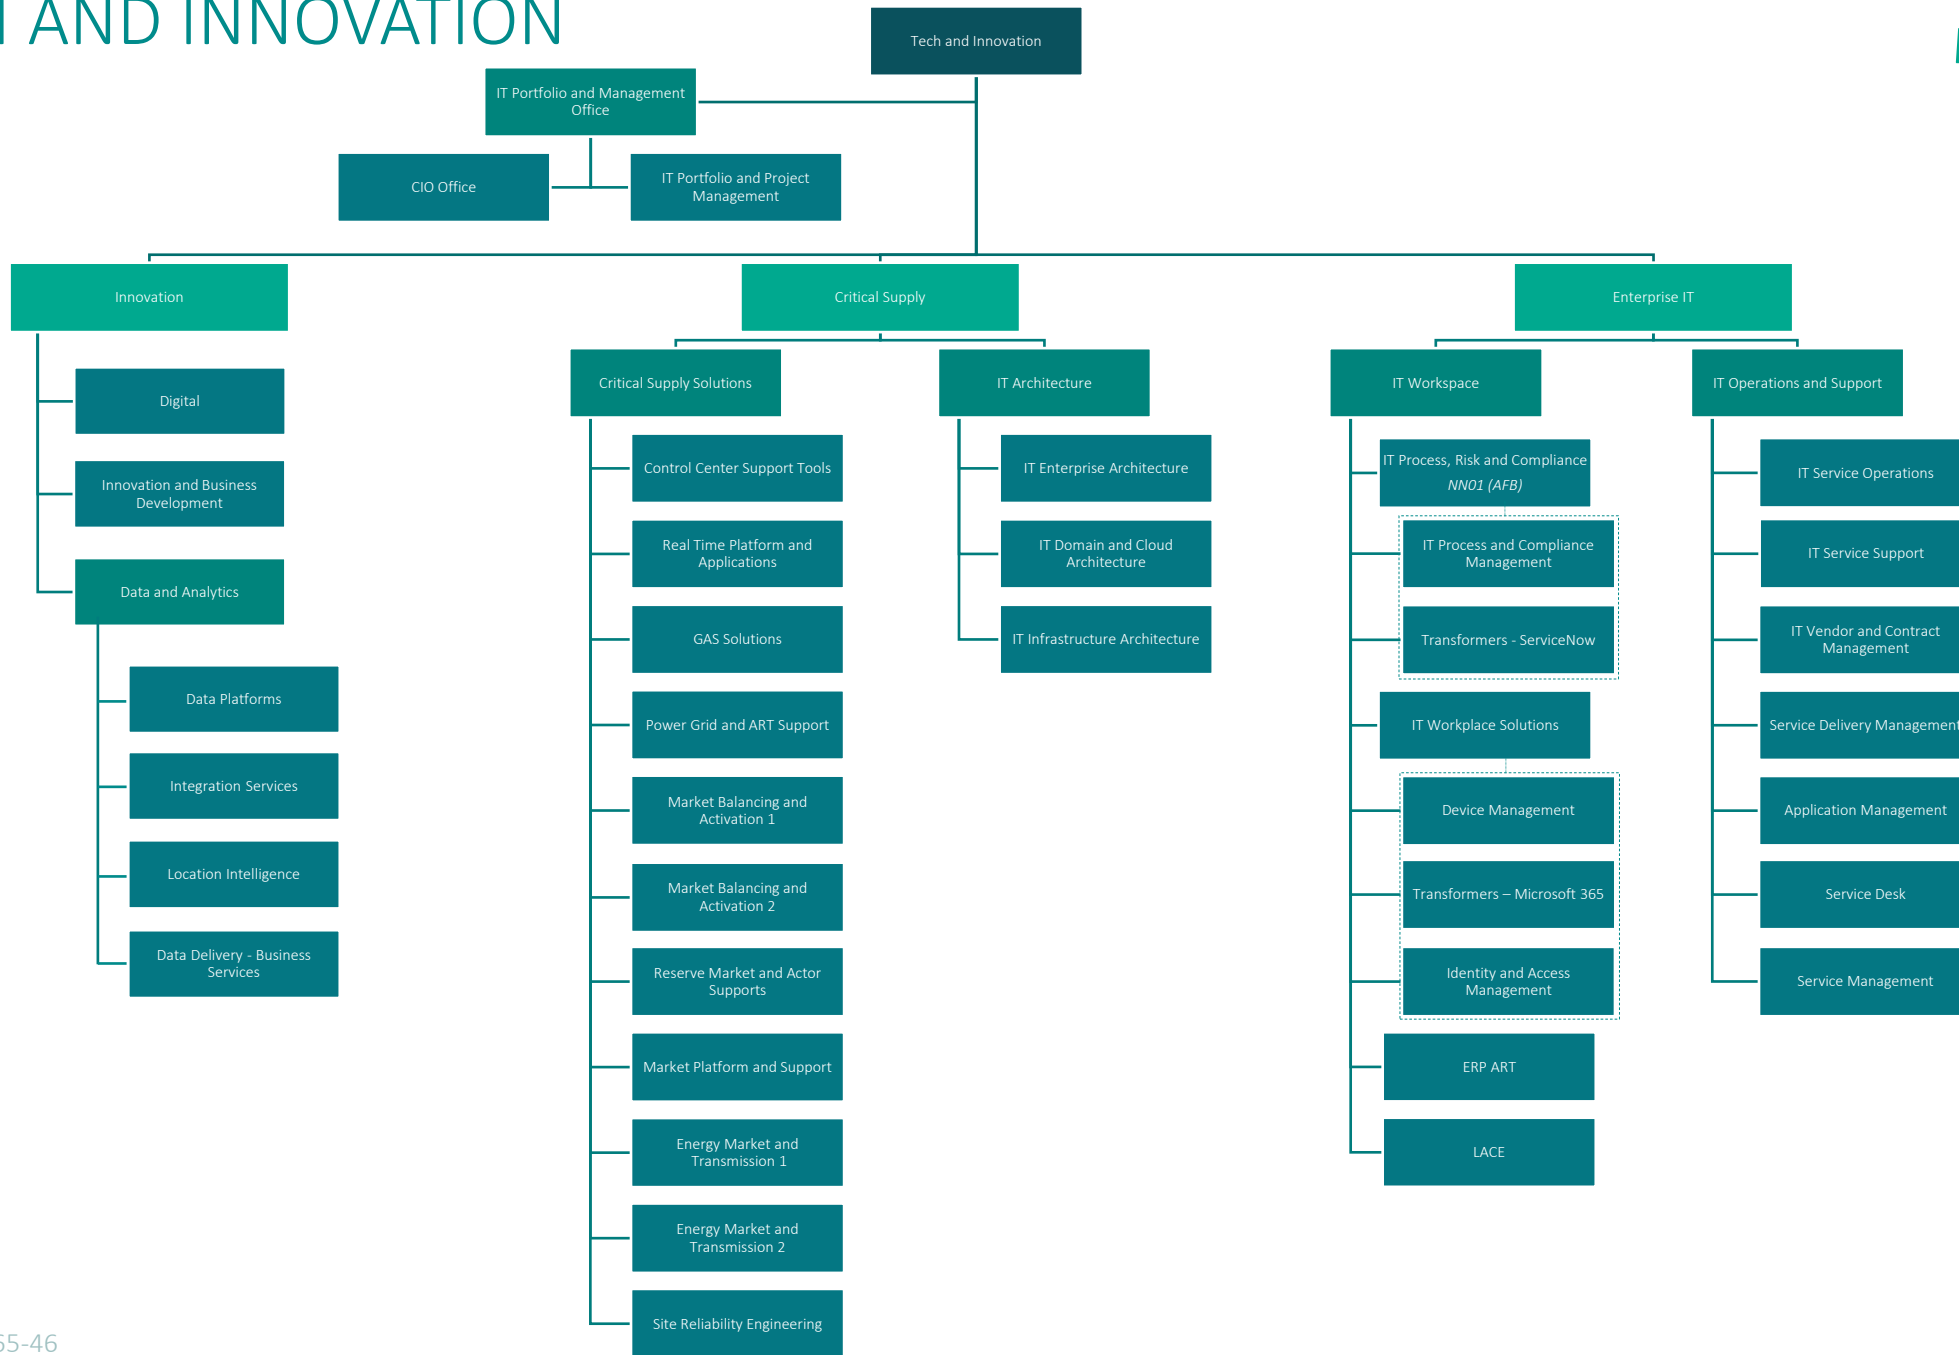 AND INNOVATION
Tech and Innovation
IT Portfolio and Management
Office
CIO Office
IT Portfolio and Project
Management
Innovation
Digital
Innovation and Business
Development
Data and Analytics
Data Platforms
Integration Services
Location Intelligence
Data Delivery - Business
Services
Critical Supply
Critical Supply Solutions
Control Center Support Tools
Real Time Platform and
Applications
GAS Solutions
Power Grid and ART Support
Market Balancing and
Activation 1
Market Balancing and
Activation 2
Reserve Market and Actor
Supports
Market Platform and Support
Energy Market and
Transmission 1
Energy Market and
Transmission 2
Site Reliability Engineering
IT Architecture
IT Enterprise Architecture
IT Domain and Cloud
Architecture
IT Infrastructure Architecture
Enterprise IT
IT Workspace
IT Process, Risk and Compliance
NN01 (AFB)
IT Process and Compliance
Management
Transformers - ServiceNow
IT Workplace Solutions
Device Management
Transformers – Microsoft 365
Identity and Access
Management
ERP ART
LACE
IT Operations and Support
IT Service Operations
IT Service Support
IT Vendor and Contract
Management
Service Delivery Management
Application Management
Service Desk
Service Management
5-46